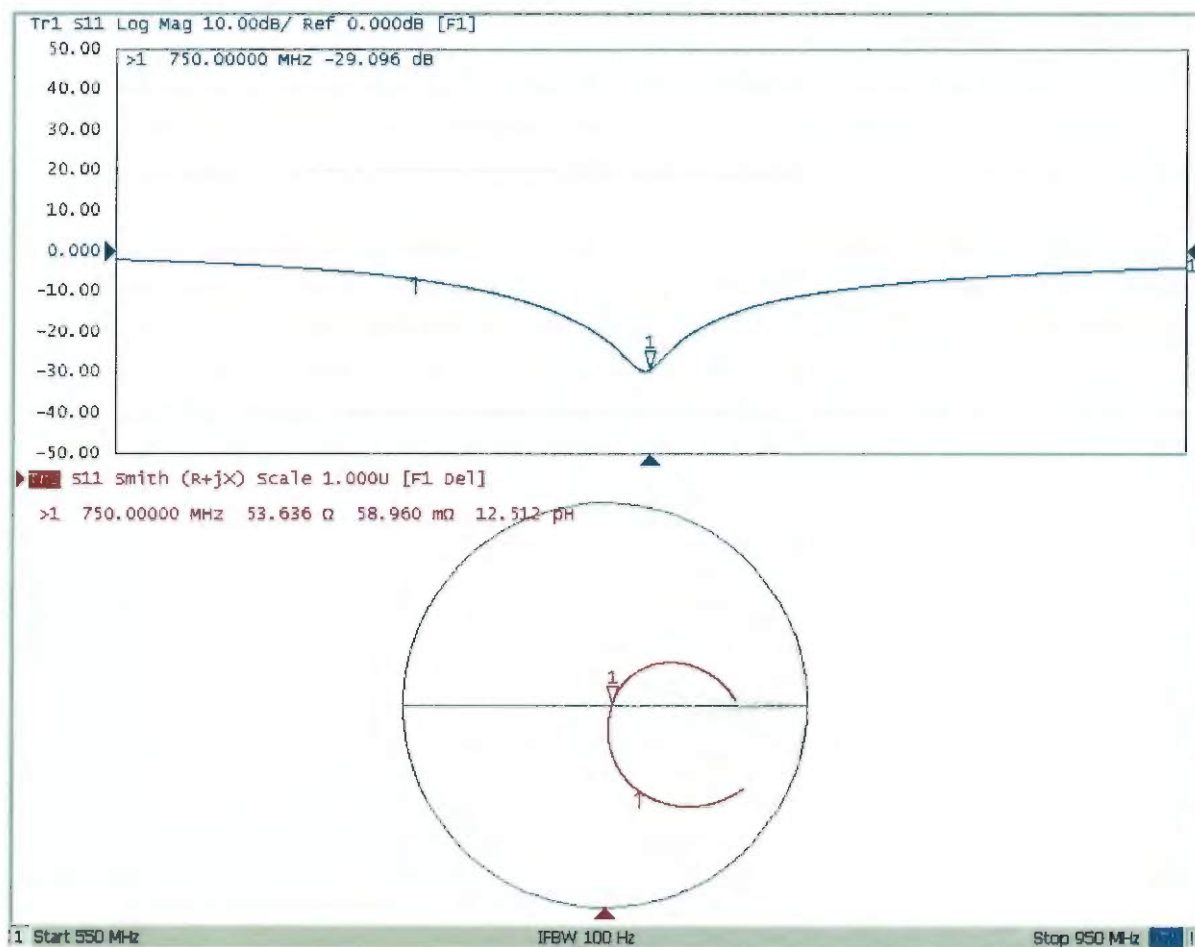 Tr1 S11 Log Mag 10.00dB/ Ref 0.000dB [F1]
50.00
>1 750.00000 MHz -29.096 dB
40.00
30.00
20.00
10.00
0.000
1
-10.00
-20.00
1
-30.00
-40.00
-50.00
S11 Smith (R+jX) Scale 1.000U [F1 Del]
>1 750.00000 MHz 53.636 Ω 58.960 mΩ 12.512 pH
1
1 Start 550 MHz IFBW 100 Hz Stop 950 MHz